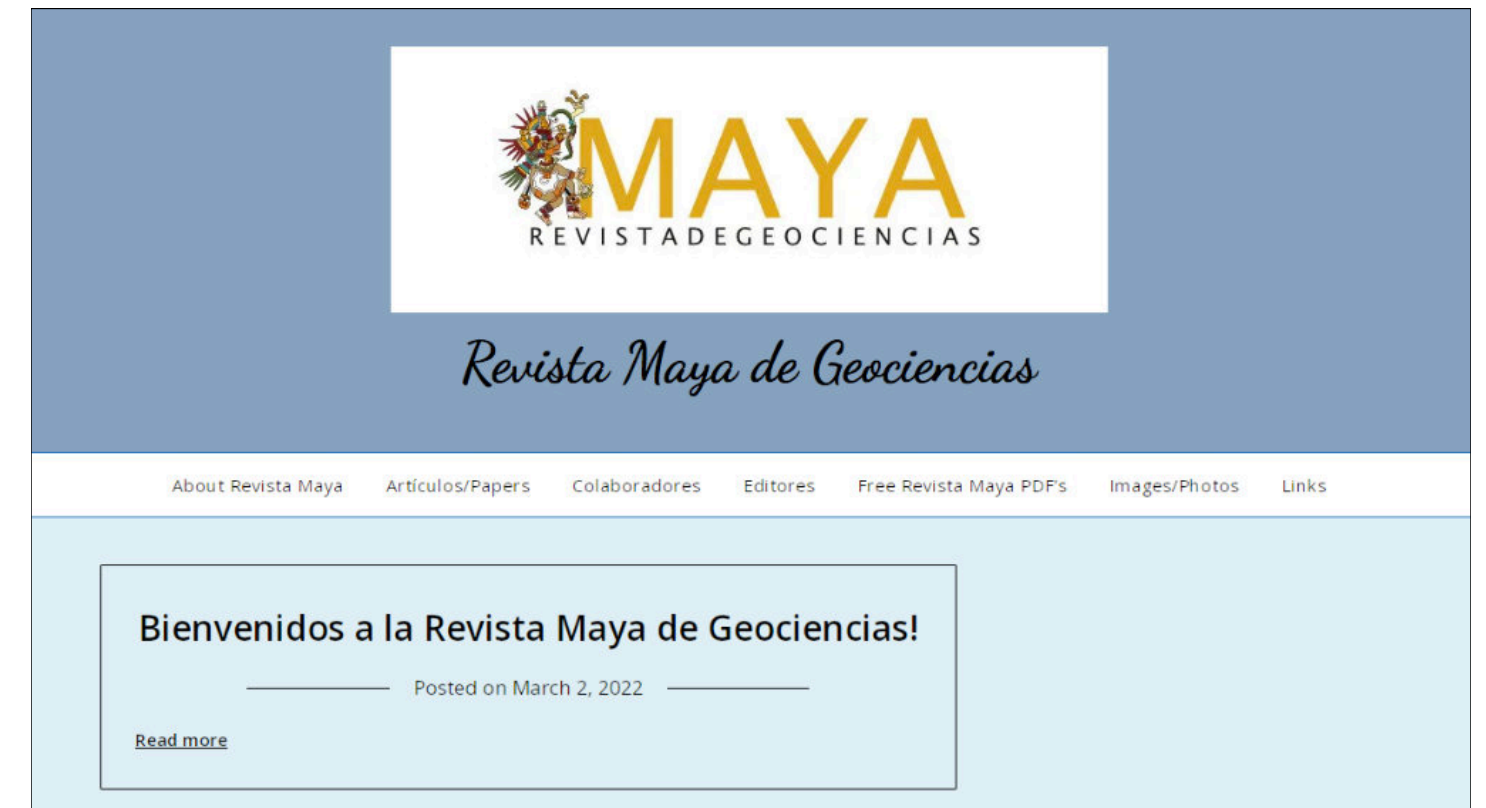 MAYA
REVISTADEGEOCIENCIAS
Revista Maya de Geociencias
About Revista Maya Artículos/Papers Colaboradores Editores Free Revista Maya PDF's Images/Photos Links
Bienvenidos a la Revista Maya de Geociencias!
Posted on March 2, 2022
Read more